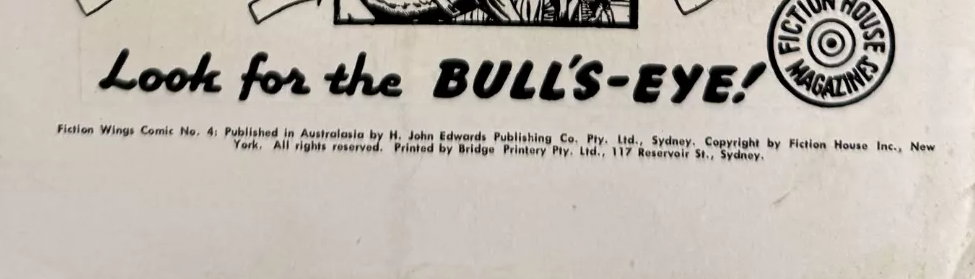 Look for the BULL'S-EYE!
FICTION HOUSE MAGAZINES
Fiction Wings Comic No. 4: Published in Australasia by H. John Edwards Publishing Co. Pty. Ltd., Sydney. Copyright by Fiction House Inc., New
York. All rights reserved. Printed by Bridge Printery Pty. Ltd., 117 Reservoir St., Sydney.